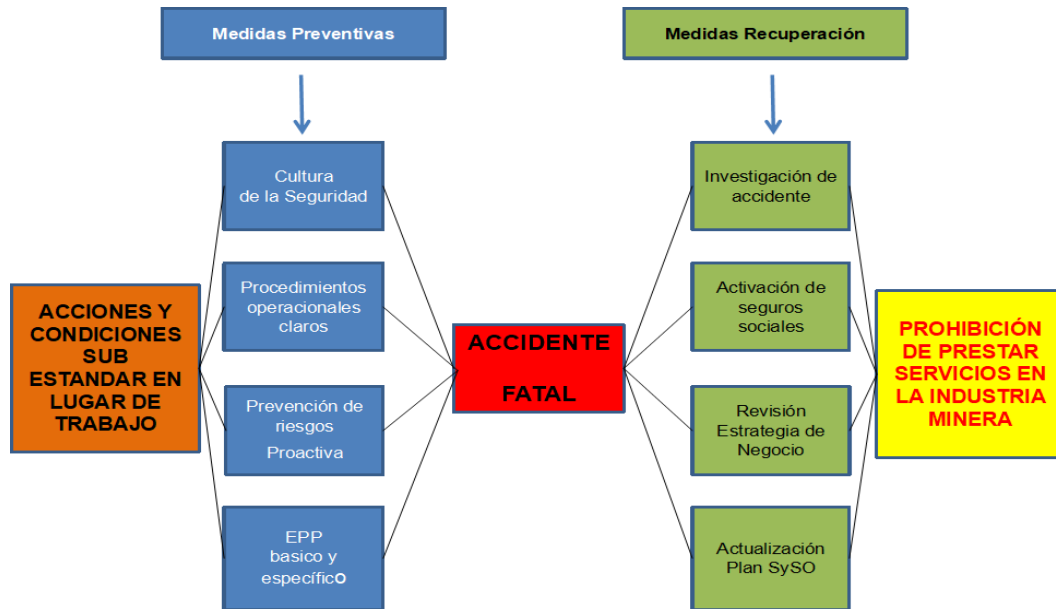 Medidas Preventivas
Medidas Recuperación
Cultura
de la Seguridad
Investigación de
accidente
Procedimientos
operacionales
claros
Activación de
seguros
sociales
ACCIONES Y
CONDICIONES
SUB
ESTANDAR EN
LUGAR DE
TRABAJO
ACCIDENTE
FATAL
PROHIBICIÓN
DE PRESTAR
SERVICIOS EN
LA INDUSTRIA
MINERA
Prevención de
riesgos
Proactiva
Revisión
Estrategia de
Negocio
EPP
basico y
específico
Actualización
Plan SySO